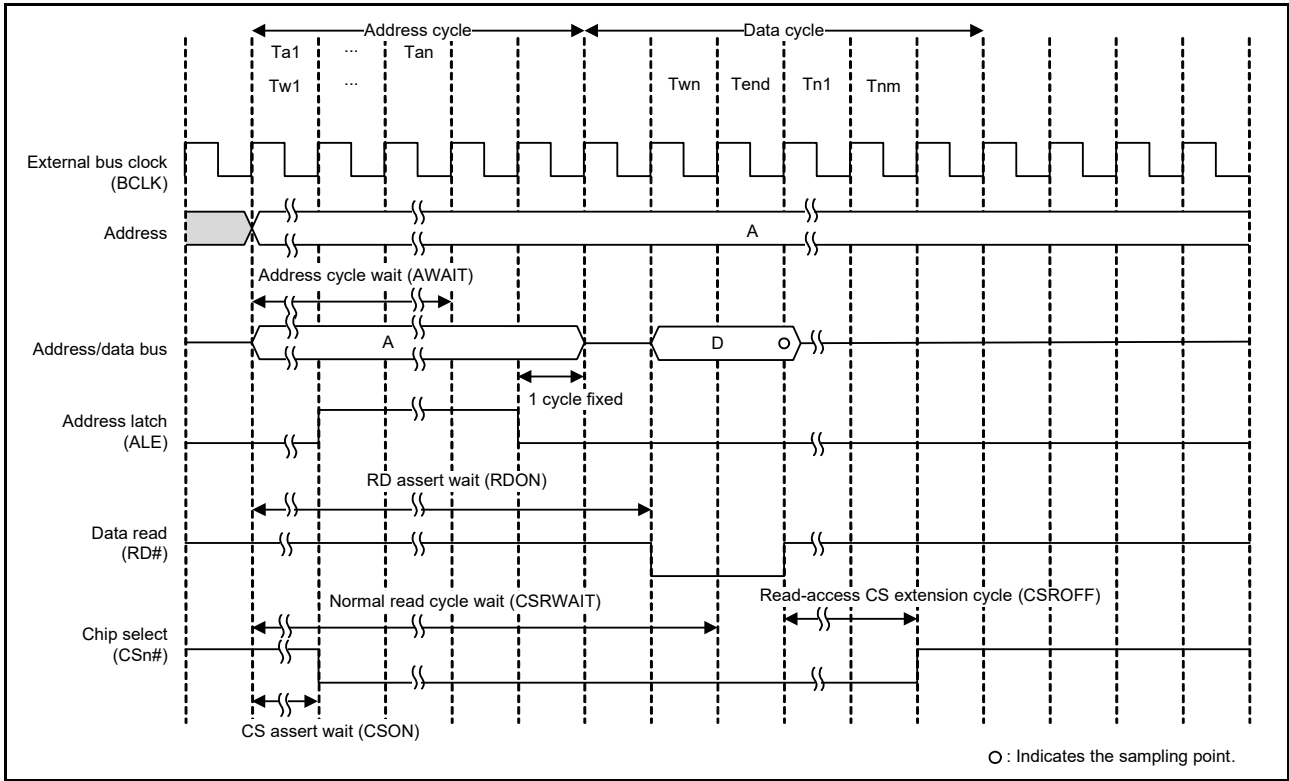 Address cycle
Data cycle
Ta1 ... Tan
Tw1 ... Twn Tend Tn1 Tnm
External bus clock
(BCLK)
Address
A
Address cycle wait (AWAIT)
Address/data bus
A
D
1 cycle fixed
Address latch
(ALE)
RD assert wait (RDON)
Data read
(RD#)
Normal read cycle wait (CSRWAIT)
Read-access CS extension cycle (CSROFF)
Chip select
(CSn#)
CS assert wait (CSON)
: Indicates the sampling point.